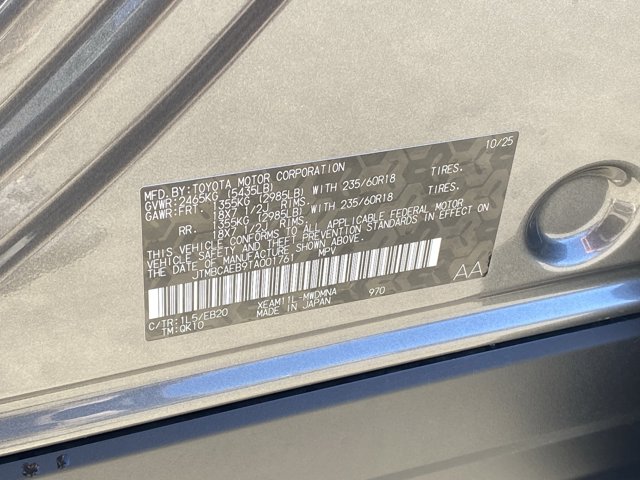 MFD.BY:TOYOTA MOTOR CORPORATION 10/25
GVWR:2465KG (5435LB)
GAWR:FRT. 1355KG (2985LB) WITH 235/60R18 TIRES.
18X7 1/2J RIMS.
RR. 1355KG (2985LB) WITH 235/60R18 TIRES.
18X7 1/2J RIMS.
THIS VEHICLE CONFORMS TO ALL APPLICABLE FEDERAL MOTOR
VEHICLE SAFETY AND THEFT PREVENTION STANDARDS IN EFFECT ON
THE DATE OF MANUFACTURE SHOWN ABOVE.
JTMBCAEB9TA001761 MPV
AA
C/TR:1L5/EB20 XEAM11L-MWDMNA 970
TM:QK10 MADE IN JAPAN